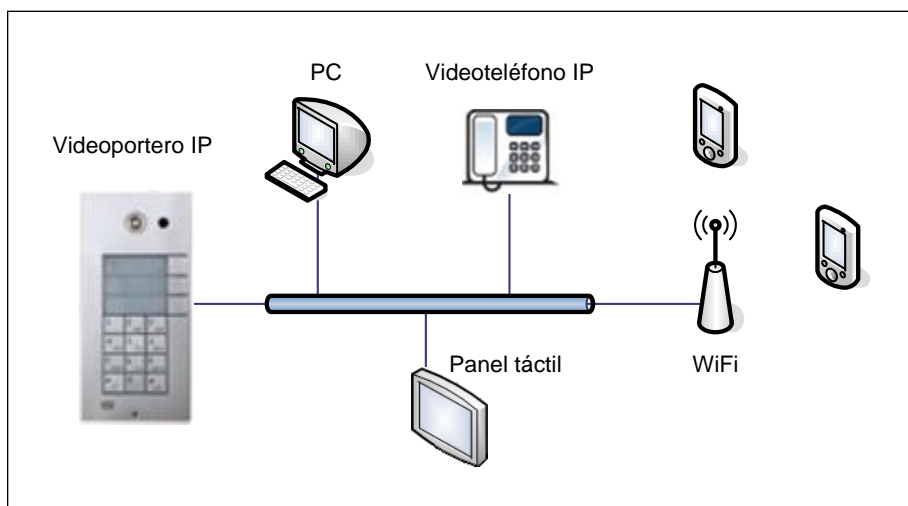 PC
Videoteléfono IP
Videoportero IP
Panel táctil
WiFi